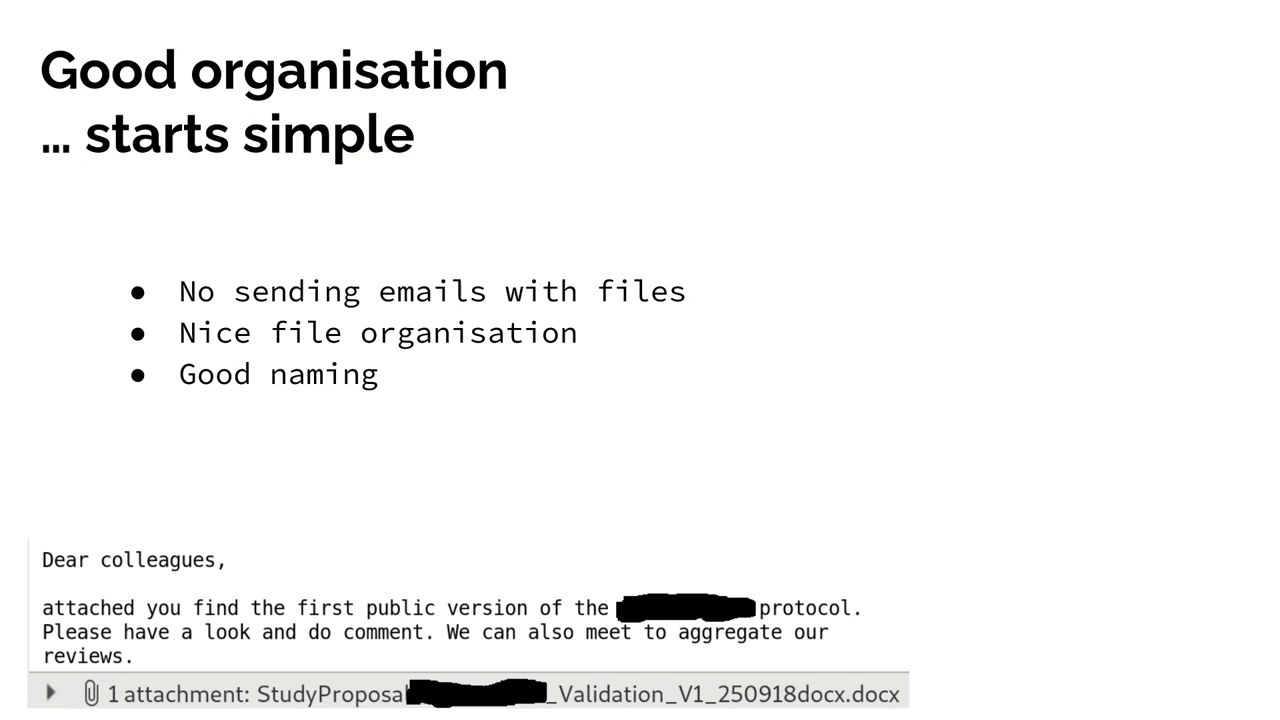 Good organisation
… starts simple
● No sending emails with files
● Nice file organisation
● Good naming
Dear colleagues,
attached you find the first public version of the protocol.
Please have a look and do comment. We can also meet to aggregate our
reviews.
1 attachment: StudyProposal_Validation_V1_250918docx.docx